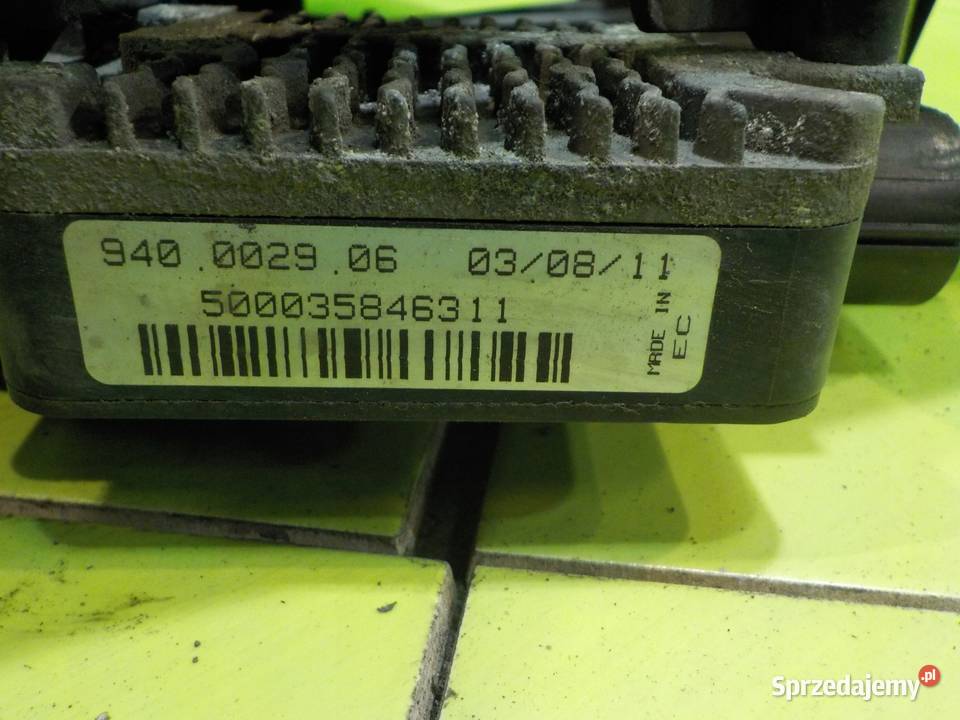 940.0029.06 03/08/11
500035846311
MADE IN
EC
Sprzedajemy.pl